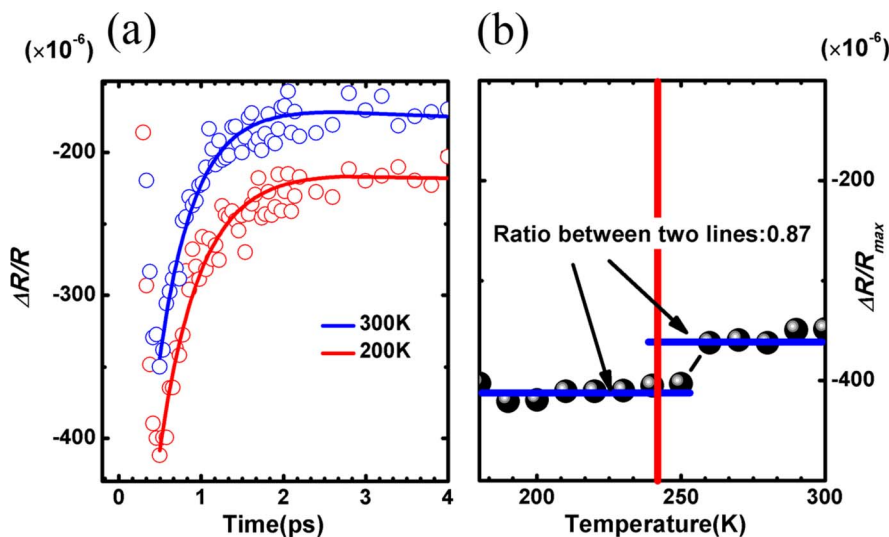 (a)
(×10⁻⁶)
-200
-300
-400
ΔR/R
300K
200K
0 1 2 3 4
Time(ps)
(b)
(×10⁻⁶)
-200
-400
ΔR/R_max
Ratio between two lines:0.87
200 250 300
Temperature(K)